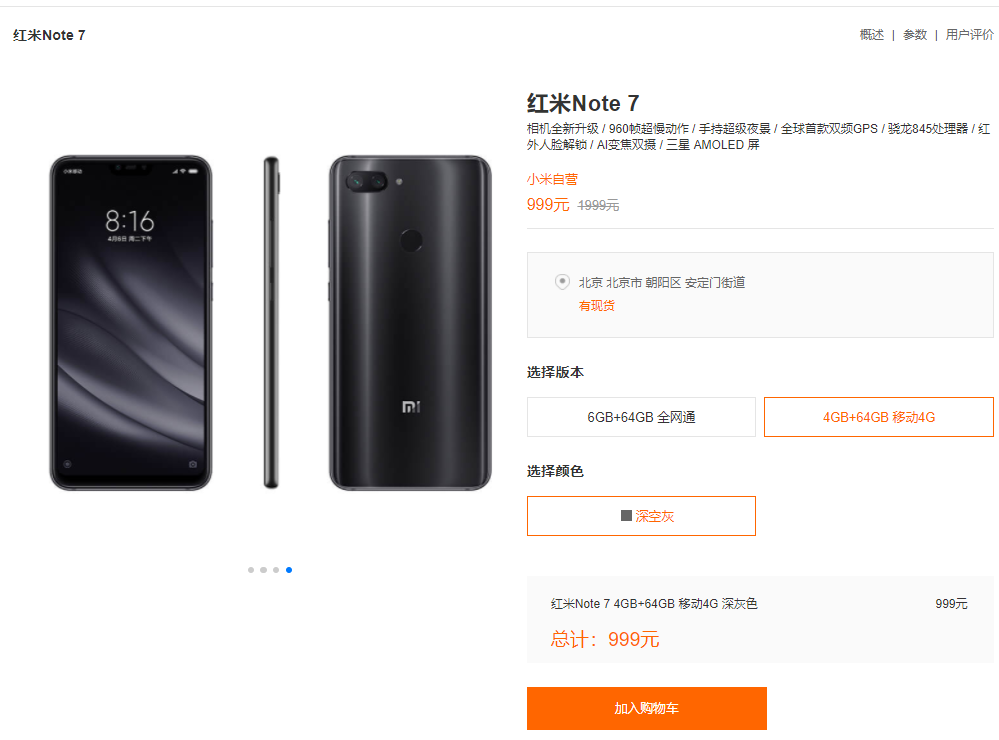 红米Note 7
概述 | 参数 | 用户评价
红米Note 7
相机全新升级 / 960帧超慢动作 / 手持超级夜景 / 全球首款双频GPS / 骁龙845处理器 / 红
外人脸解锁 / AI变焦双摄 / 三星 AMOLED 屏
小米自营
999元 1999元
小米移动
8:16
4月6日 周二下午
北京 北京市 朝阳区 安定门街道
有现货
选择版本
6GB+64GB 全网通
4GB+64GB 移动4G
选择颜色
深空灰
红米Note 7 4GB+64GB 移动4G 深灰色
999元
总计：999元
加入购物车